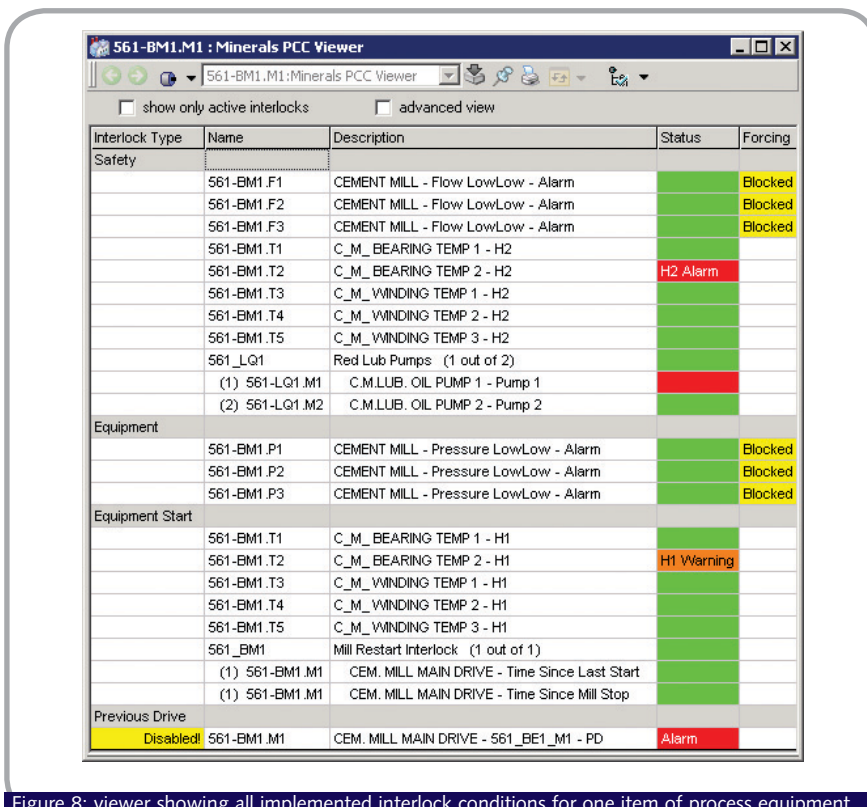 561-BM1.M1 : Minerals PCC Viewer
561-BM1.M1:Minerals PCC Viewer
show only active interlocks advanced view
Interlock Type Name Description Status Forcing
Safety
561-BM1.F1 CEMENT MILL - Flow LowLow - Alarm Blocked
561-BM1.F2 CEMENT MILL - Flow LowLow - Alarm Blocked
561-BM1.F3 CEMENT MILL - Flow LowLow - Alarm Blocked
561-BM1.T1 C_M_ BEARING TEMP 1 - H2
561-BM1.T2 C_M_ BEARING TEMP 2 - H2 H2 Alarm
561-BM1.T3 C_M_ WINDING TEMP 1 - H2
561-BM1.T4 C_M_ WINDING TEMP 2 - H2
561-BM1.T5 C_M_ WINDING TEMP 3 - H2
561_LQ1 Red Lub Pumps (1 out of 2)
(1) 561-LQ1.M1 C.M.LUB. OIL PUMP 1 - Pump 1
(2) 561-LQ1.M2 C.M.LUB. OIL PUMP 2 - Pump 2
Equipment
561-BM1.P1 CEMENT MILL - Pressure LowLow - Alarm Blocked
561-BM1.P2 CEMENT MILL - Pressure LowLow - Alarm Blocked
561-BM1.P3 CEMENT MILL - Pressure LowLow - Alarm Blocked
Equipment Start
561-BM1.T1 C_M_ BEARING TEMP 1 - H1
561-BM1.T2 C_M_ BEARING TEMP 2 - H1 H1 Warning
561-BM1.T3 C_M_ WINDING TEMP 1 - H1
561-BM1.T4 C_M_ WINDING TEMP 2 - H1
561-BM1.T5 C_M_ WINDING TEMP 3 - H1
561_BM1 Mill Restart Interlock (1 out of 1)
(1) 561-BM1.M1 CEM. MILL MAIN DRIVE - Time Since Last Start
(1) 561-BM1.M1 CEM. MILL MAIN DRIVE - Time Since Mill Stop
Previous Drive
Disabled! 561-BM1.M1 CEM. MILL MAIN DRIVE - 561_BE1_M1 - PD Alarm
Figure 8: viewer showing all implemented interlock conditions for one item of process equipment